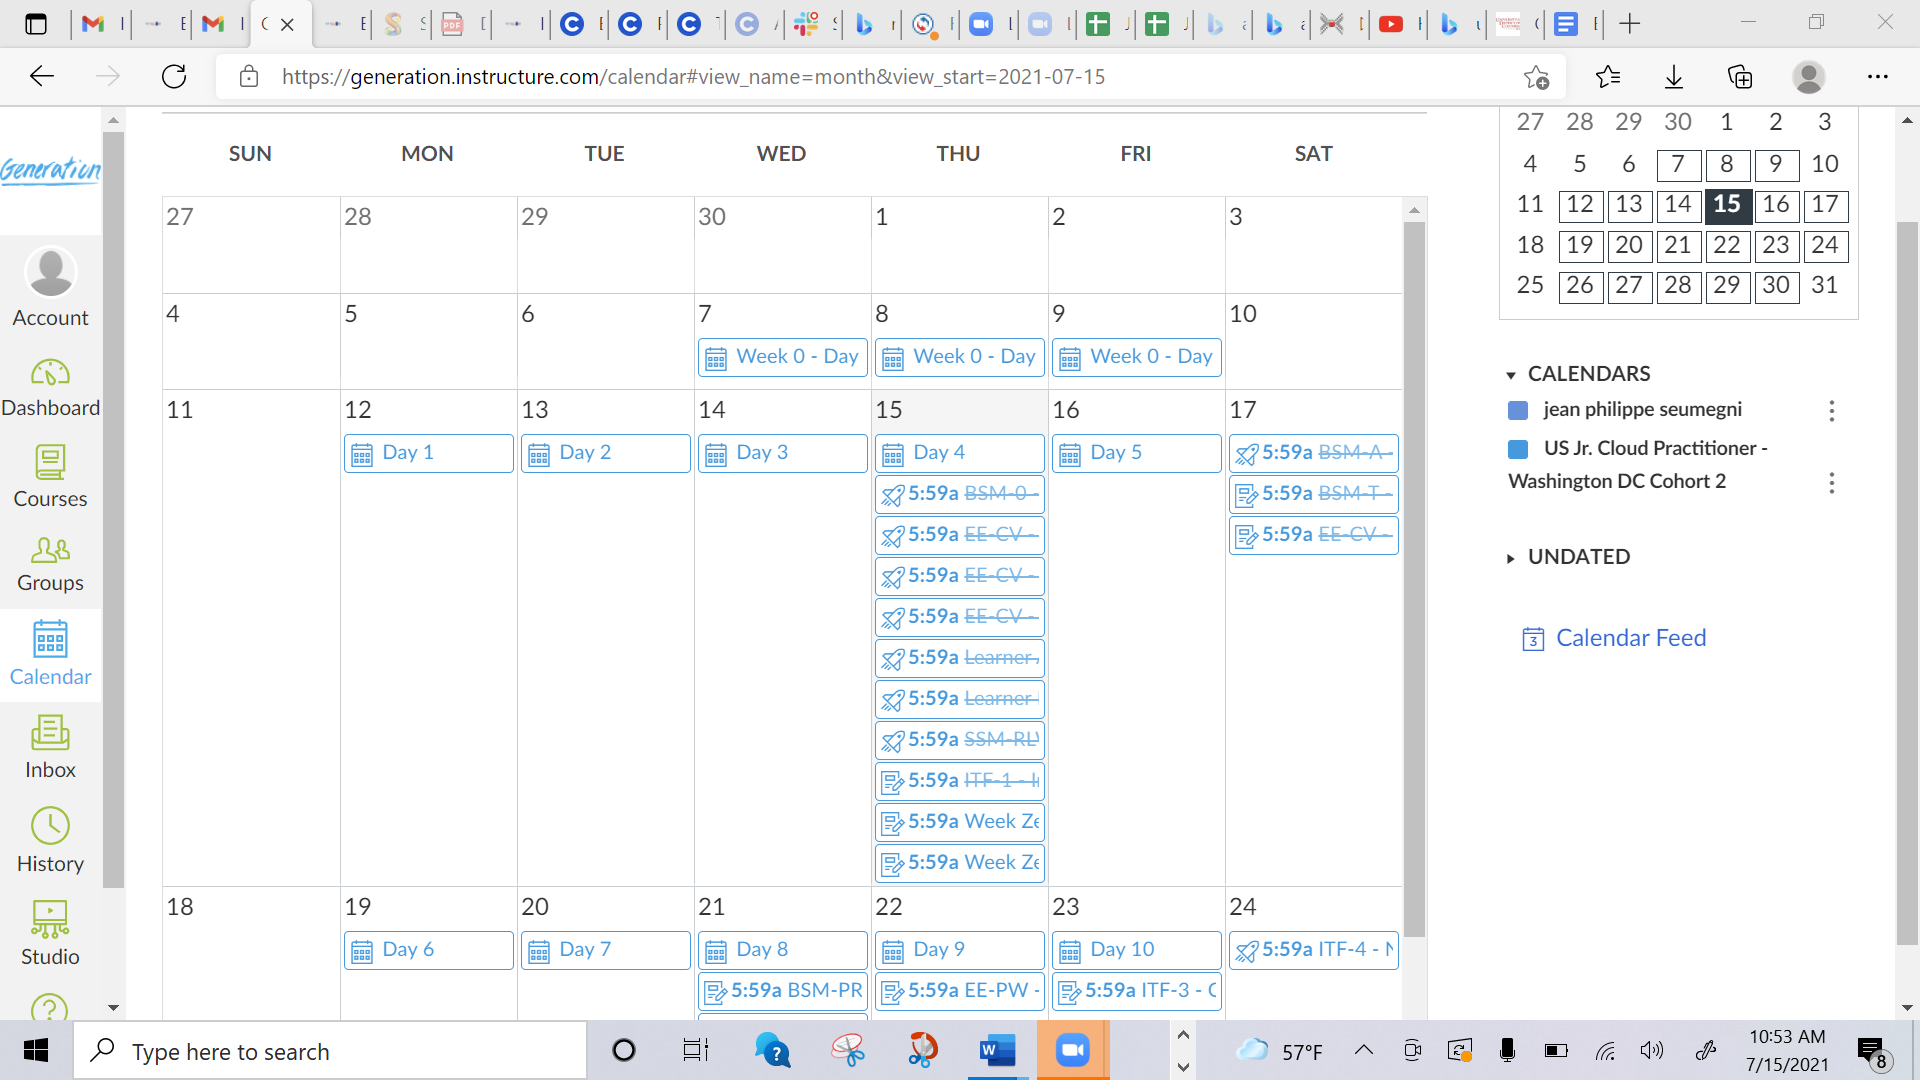 https://generation.instructure.com/calendar#view_name=month&view_start=2021-07-15
Generation
Account
Dashboard
Courses
Groups
Calendar
Inbox
History
Studio
SUN MON TUE WED THU FRI SAT
27 28 29 30 1 2 3
4 5 6 7 8 9 10
Week 0 - Day Week 0 - Day Week 0 - Day
11 12 13 14 15 16 17
Day 1 Day 2 Day 3 Day 4 Day 5 5:59a BSM-A -
5:59a BSM-0 - 5:59a BSM-T -
5:59a EE-CV - 5:59a EE-CV -
5:59a EE-CV -
5:59a EE-CV -
5:59a Learner
5:59a Learner
5:59a SSM-RL
5:59a ITF-1 - I
5:59a Week Ze
5:59a Week Ze
18 19 20 21 22 23 24
Day 6 Day 7 Day 8 Day 9 Day 10 5:59a ITF-4 - N
5:59a BSM-PR 5:59a EE-PW - 5:59a ITF-3 - C
27 28 29 30 1 2 3
4 5 6 7 8 9 10
11 12 13 14 15 16 17
18 19 20 21 22 23 24
25 26 27 28 29 30 31
CALENDARS
jean philippe seumegni
US Jr. Cloud Practitioner -
Washington DC Cohort 2
UNDATED
3 Calendar Feed
Type here to search
57°F
10:53 AM
7/15/2021
8